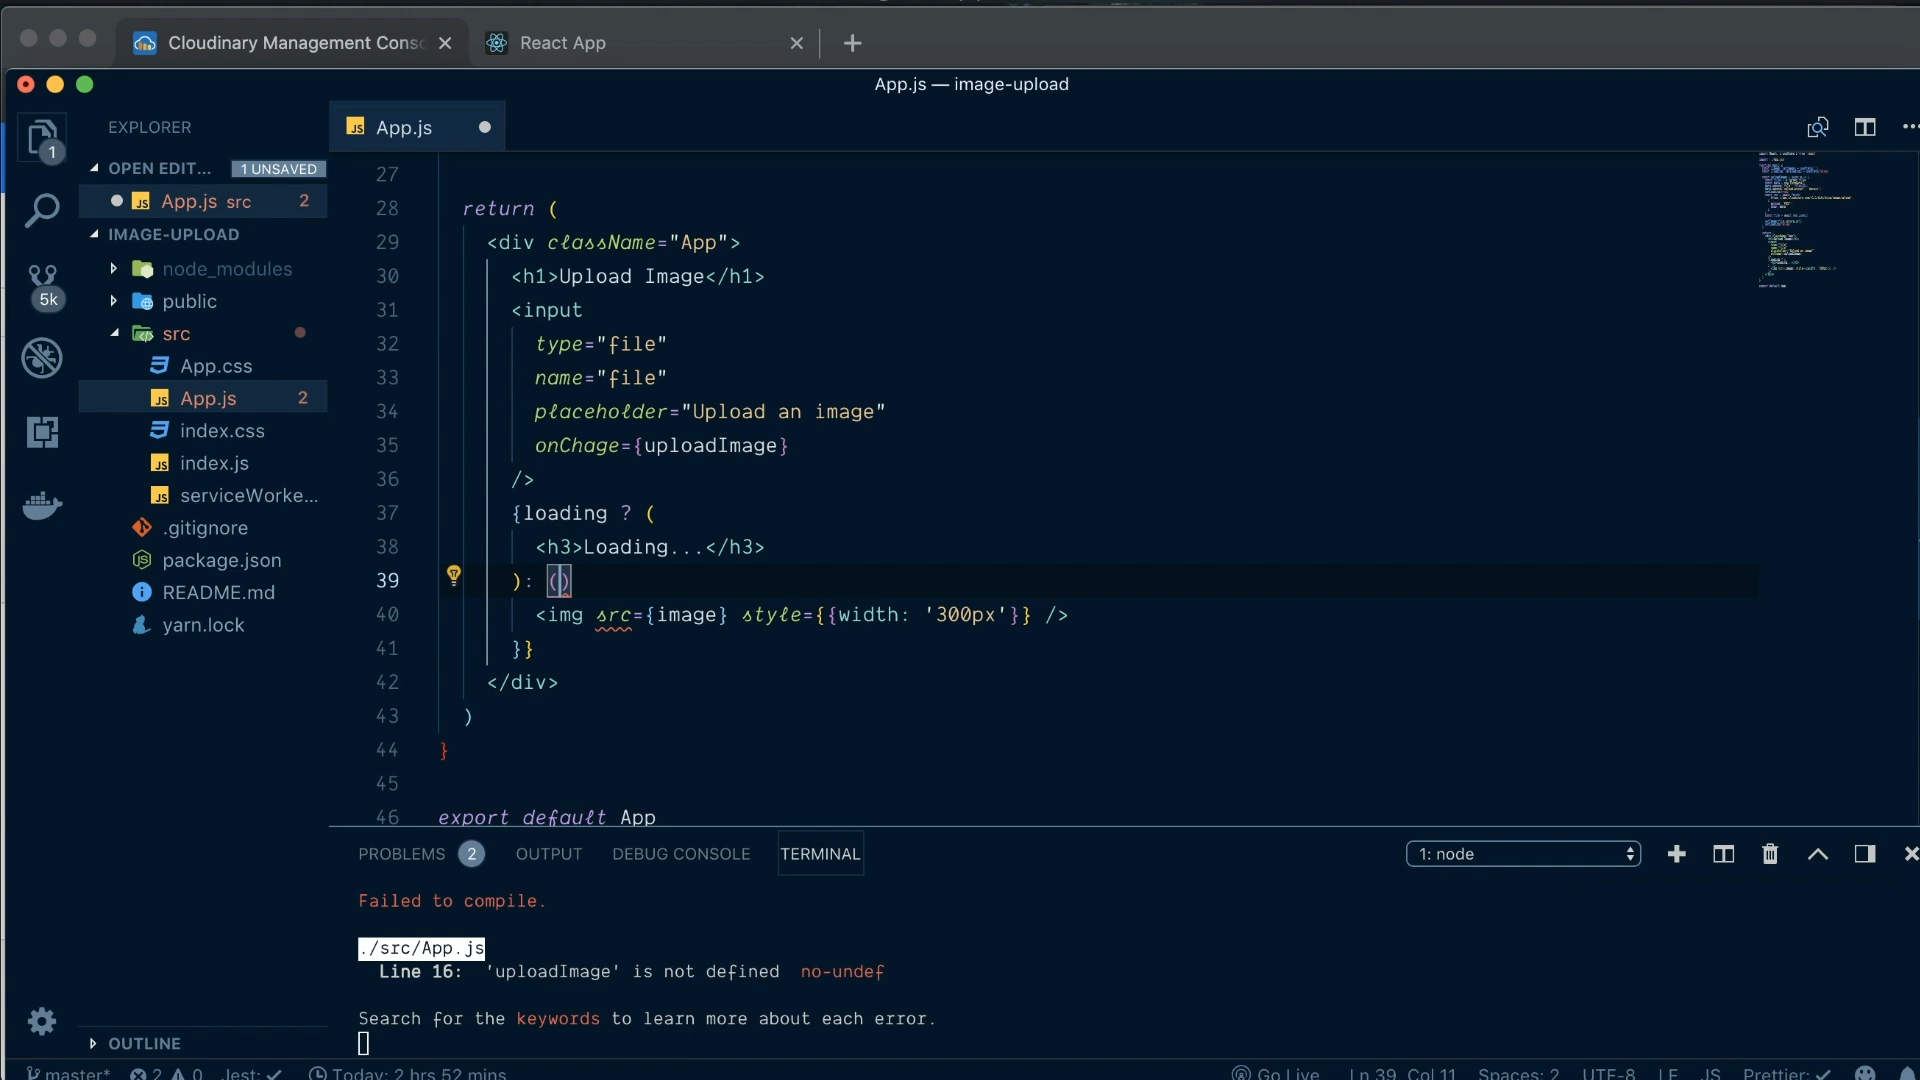 Cloudinary Management Conso
React App
App.js — image-upload
EXPLORER
App.js
OPEN EDIT... 1 UNSAVED
App.js src 2
IMAGE-UPLOAD
node_modules
public
src
App.css
App.js 2
index.css
index.js
serviceWorke...
.gitignore
package.json
README.md
yarn.lock
OUTLINE
1
5k
27
28 return (
29 <div className="App">
30 <h1>Upload Image</h1>
31 <input
32 type="file"
33 name="file"
34 placeholder="Upload an image"
35 onChage={uploadImage}
36 />
37 {loading ? (
38 <h3>Loading...</h3>
39 ): ()
40 <img src={image} style={{width: '300px'}} />
41 }}
42 </div>
43 )
44 }
45
46 export default App
PROBLEMS 2 OUTPUT DEBUG CONSOLE TERMINAL 1: node
Failed to compile.
./src/App.js
Line 16: 'uploadImage' is not defined no-undef
Search for the keywords to learn more about each error.
master* 2 0 Jest: Today: 2 hrs 52 mins Go Live Ln 39, Col 11 Spaces: 2 UTF-8 LF JS Prettier: